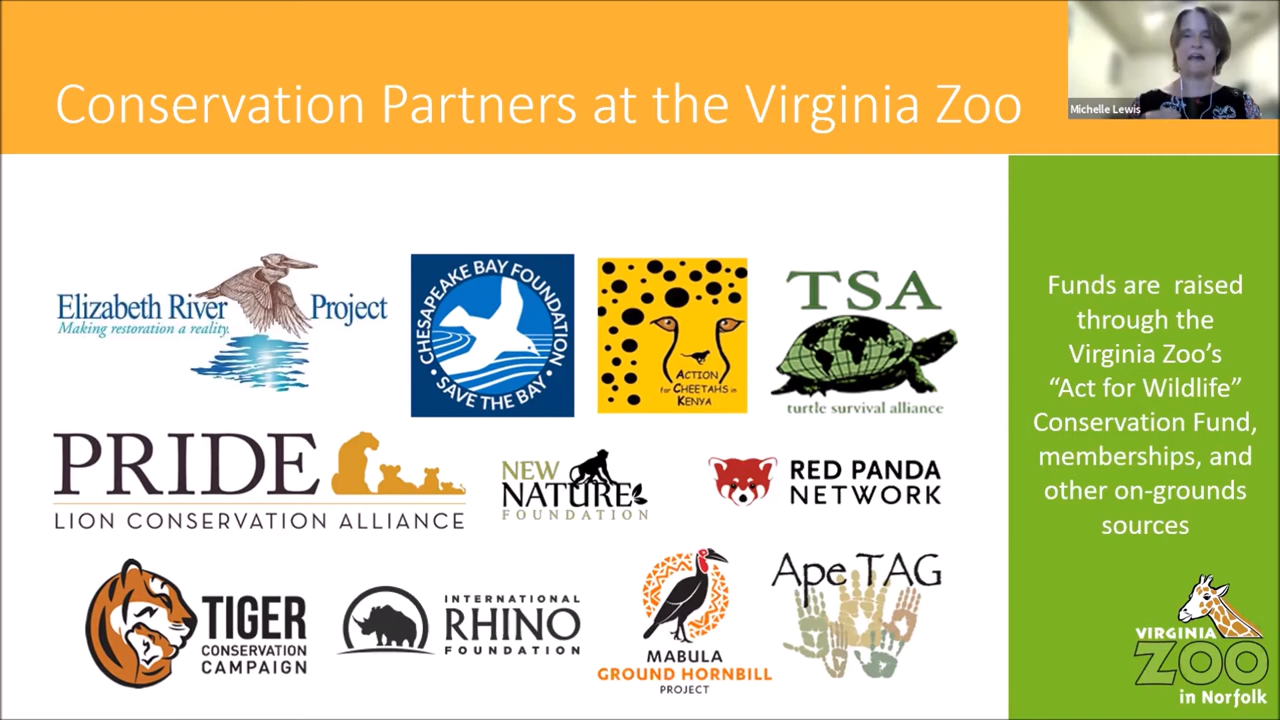 Conservation Partners at the Virginia Zoo
Michelle Lewis
Elizabeth River Project
Making restoration a reality.
CHESAPEAKE BAY FOUNDATION
SAVE THE BAY
ACTION
for CHEETAHS in
KENYA
TSA
turtle survival alliance
PRIDE
LION CONSERVATION ALLIANCE
NEW
NATURE
FOUNDATION
RED PANDA
NETWORK
TIGER
CONSERVATION
CAMPAIGN
INTERNATIONAL
RHINO
FOUNDATION
MABULA
GROUND HORNBILL
PROJECT
Ape TAG
Funds are raised
through the
Virginia Zoo’s
“Act for Wildlife”
Conservation Fund,
memberships, and
other on-grounds
sources
VIRGINIA
ZOO
in Norfolk